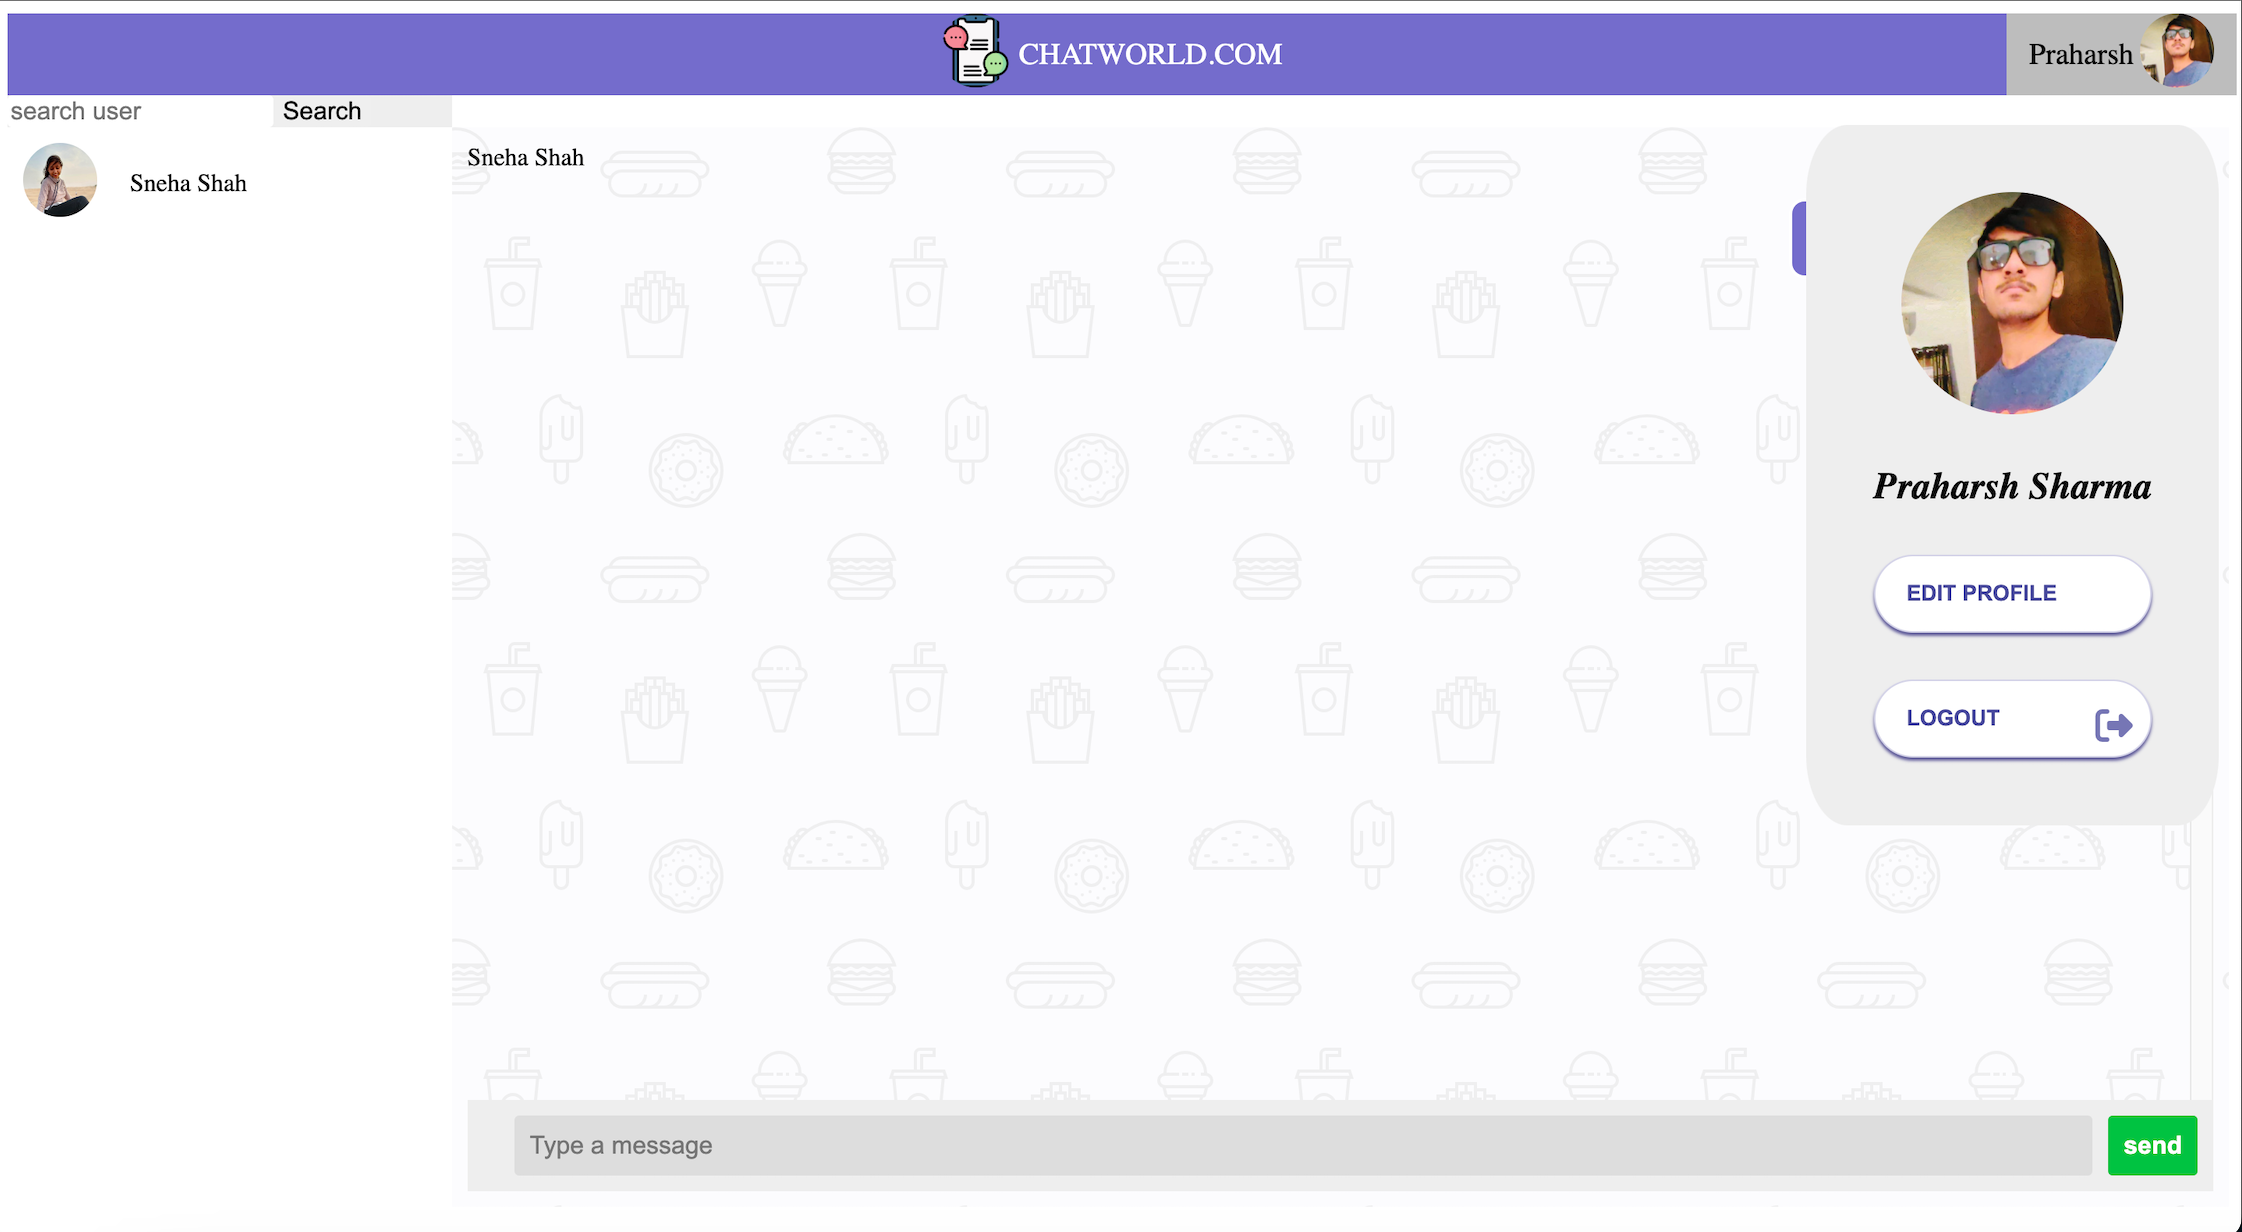 CHATWORLD.COM
Praharsh
search user
Search
Sneha Shah
Sneha Shah
Praharsh Sharma
EDIT PROFILE
LOGOUT
Type a message
send